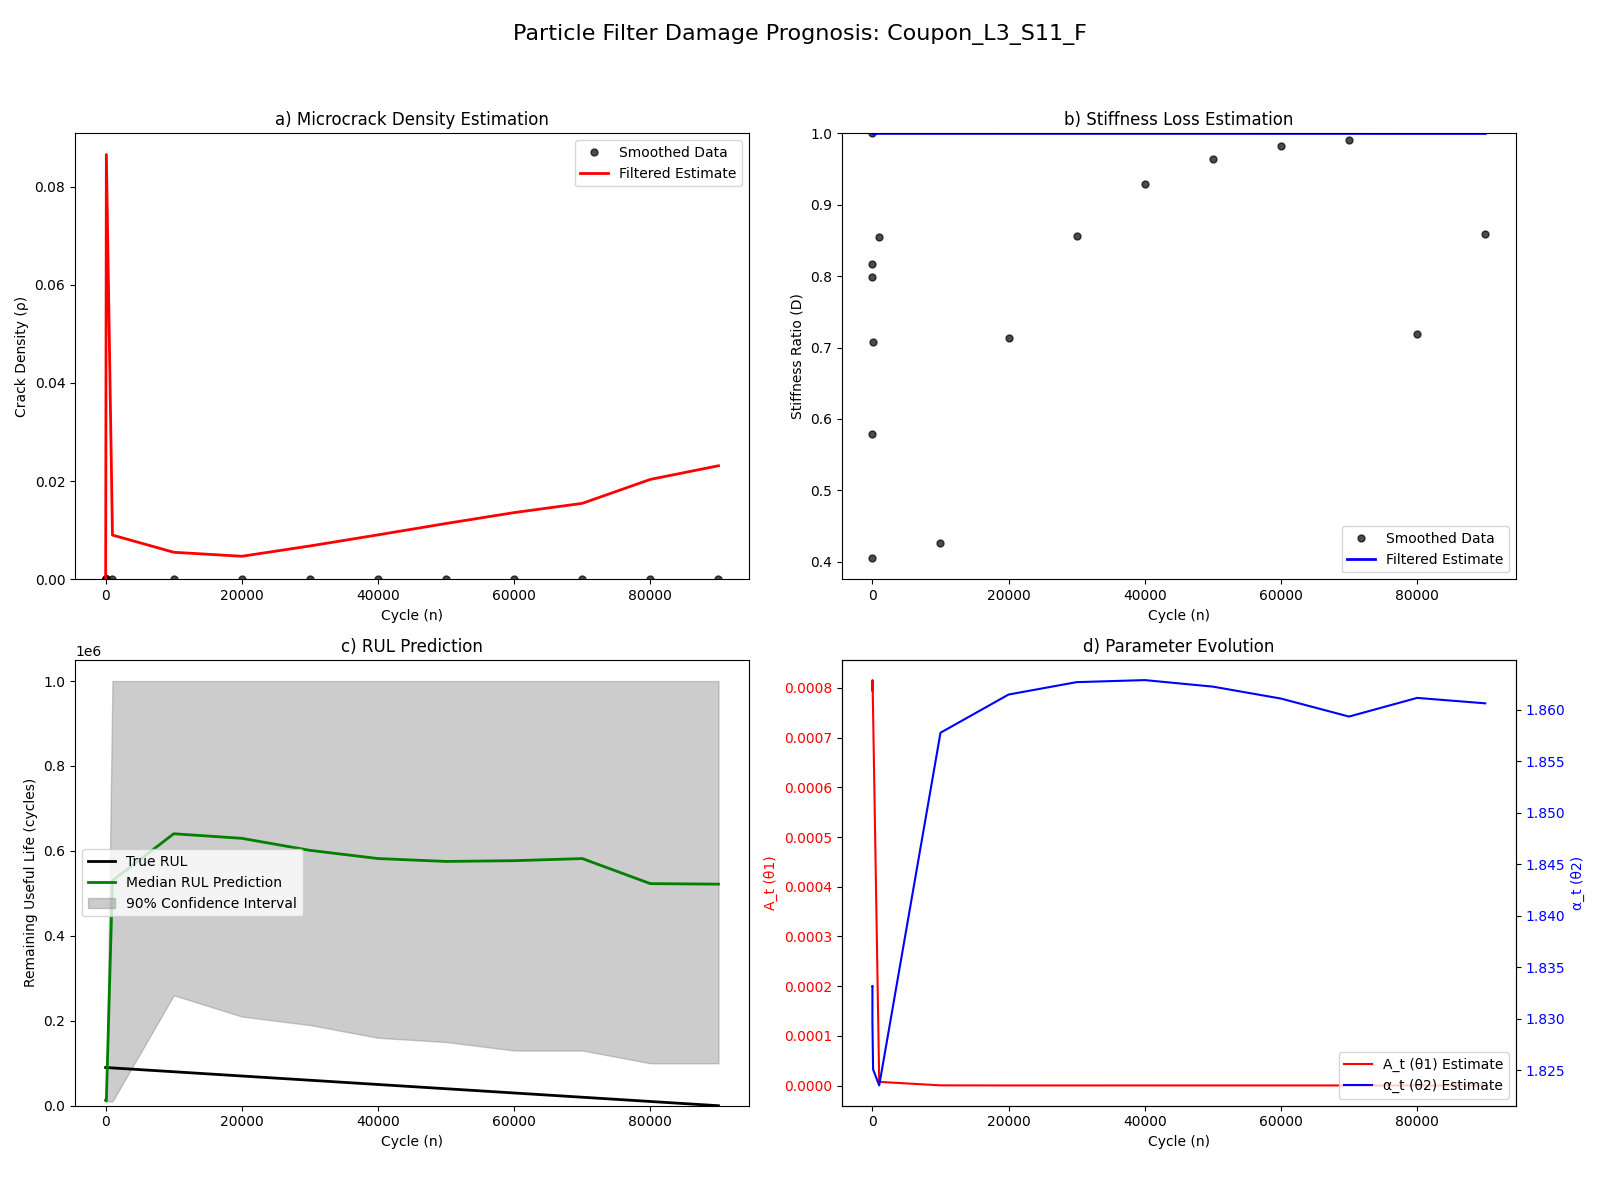 Particle Filter Damage Prognosis: Coupon_L3_S11_F
a) Microcrack Density Estimation
Smoothed Data
Filtered Estimate
0.08
0.06
0.04
0.02
0.00
Crack Density (ρ)
0
20000
40000
60000
80000
Cycle (n)
b) Stiffness Loss Estimation
1.0
0.9
0.8
0.7
0.6
0.5
0.4
Stiffness Ratio (D)
Smoothed Data
Filtered Estimate
0
20000
40000
60000
80000
Cycle (n)
c) RUL Prediction
1e6
1.0
0.8
0.6
0.4
0.2
0.0
Remaining Useful Life (cycles)
True RUL
Median RUL Prediction
90% Confidence Interval
0
20000
40000
60000
80000
Cycle (n)
d) Parameter Evolution
0.0008
0.0007
0.0006
0.0005
0.0004
0.0003
0.0002
0.0001
0.0000
A_t (θ1)
1.860
1.855
1.850
1.845
1.840
1.835
1.830
1.825
α_t (θ2)
A_t (θ1) Estimate
α_t (θ2) Estimate
0
20000
40000
60000
80000
Cycle (n)